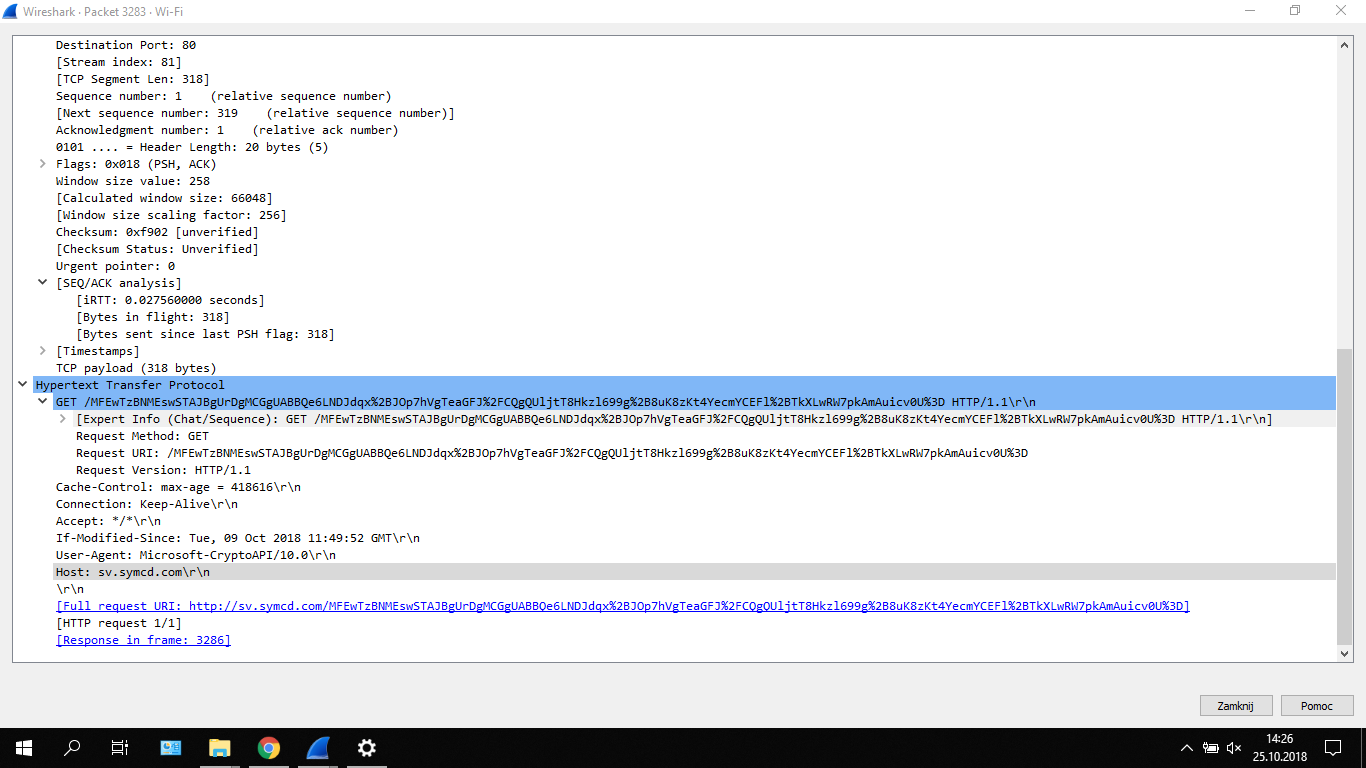 Wireshark · Packet 3283 · Wi-Fi
Destination Port: 80
[Stream index: 81]
[TCP Segment Len: 318]
Sequence number: 1    (relative sequence number)
[Next sequence number: 319    (relative sequence number)]
Acknowledgment number: 1    (relative ack number)
0101 .... = Header Length: 20 bytes (5)
Flags: 0x018 (PSH, ACK)
Window size value: 258
[Calculated window size: 66048]
[Window size scaling factor: 256]
Checksum: 0xf902 [unverified]
[Checksum Status: Unverified]
Urgent pointer: 0
[SEQ/ACK analysis]
[iRTT: 0.027560000 seconds]
[Bytes in flight: 318]
[Bytes sent since last PSH flag: 318]
[Timestamps]
TCP payload (318 bytes)
Hypertext Transfer Protocol
GET /MFEwTzBNMEswSTAJBgUrDgMCGgUABBQe6LNDJdqx%2BJOp7hVgTeaGFJ%2FCQgQUljtT8Hkzl699g%2B8uK8zKt4YecmYCEFl%2BTkXLwRW7pkAmAuicv0U%3D HTTP/1.1\r\n
[Expert Info (Chat/Sequence): GET /MFEwTzBNMEswSTAJBgUrDgMCGgUABBQe6LNDJdqx%2BJOp7hVgTeaGFJ%2FCQgQUljtT8Hkzl699g%2B8uK8zKt4YecmYCEFl%2BTkXLwRW7pkAmAuicv0U%3D HTTP/1.1\r\n]
Request Method: GET
Request URI: /MFEwTzBNMEswSTAJBgUrDgMCGgUABBQe6LNDJdqx%2BJOp7hVgTeaGFJ%2FCQgQUljtT8Hkzl699g%2B8uK8zKt4YecmYCEFl%2BTkXLwRW7pkAmAuicv0U%3D
Request Version: HTTP/1.1
Cache-Control: max-age = 418616\r\n
Connection: Keep-Alive\r\n
Accept: */*\r\n
If-Modified-Since: Tue, 09 Oct 2018 11:49:52 GMT\r\n
User-Agent: Microsoft-CryptoAPI/10.0\r\n
Host: sv.symcd.com\r\n
\r\n
[Full request URI: http://sv.symcd.com/MFEwTzBNMEswSTAJBgUrDgMCGgUABBQe6LNDJdqx%2BJOp7hVgTeaGFJ%2FCQgQUljtT8Hkzl699g%2B8uK8zKt4YecmYCEFl%2BTkXLwRW7pkAmAuicv0U%3D]
[HTTP request 1/1]
[Response in frame: 3286]
Zamknij
Pomoc
14:26
25.10.2018